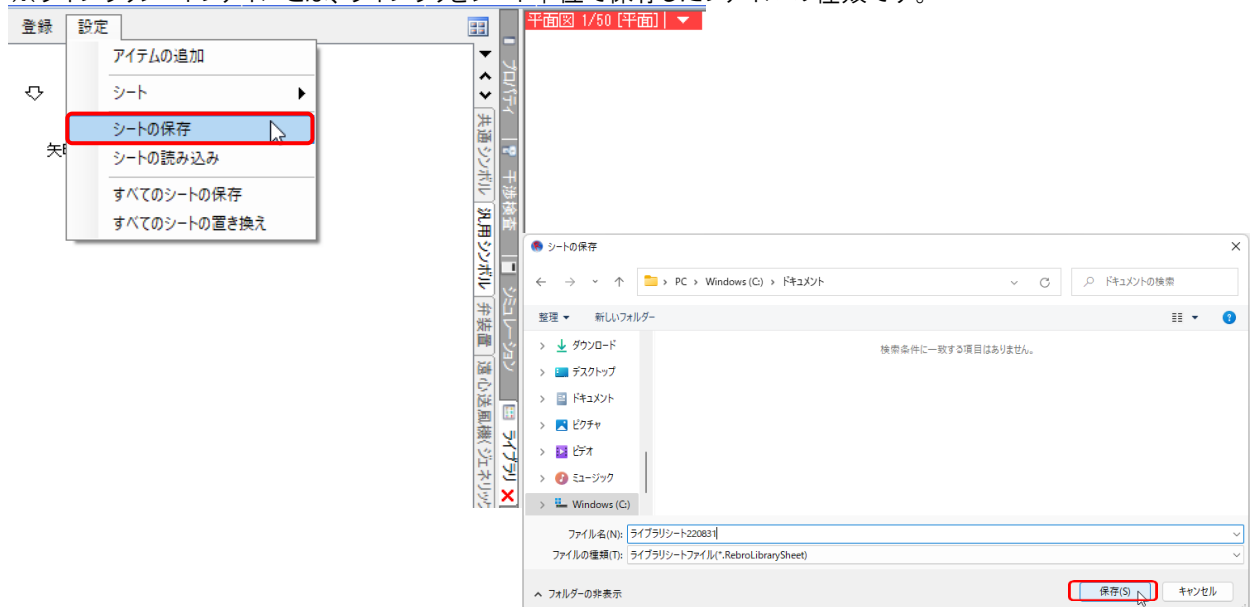 登録 設定
アイテムの追加
シート
シートの保存
シートの読み込み
すべてのシートの保存
すべてのシートの置き換え
プロパティ
干渉検査
シミュレーション
ライブラリ
共通シンボル
汎用シンボル
弁装置
遠心送風機(ジェネリック
平面図 1/50 [平面]
シートの保存
PC › Windows (C:) › ドキュメント
ドキュメントの検索
整理 新しいフォルダー
ダウンロード
デスクトップ
ドキュメント
ピクチャ
ビデオ
ミュージック
Windows (C:)
検索条件に一致する項目はありません。
ファイル名(N): ライブラリシート220831
ファイルの種類(T): ライブラリシートファイル(*.RebroLibrarySheet)
フォルダーの非表示
保存(S) キャンセル